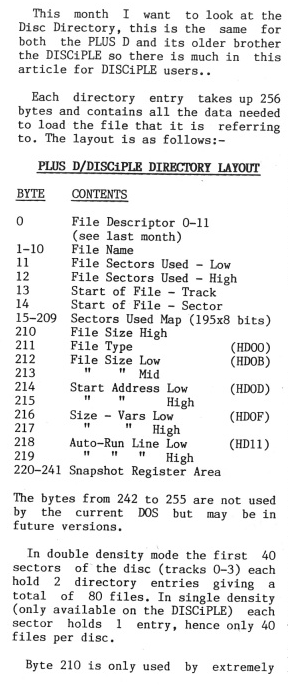 This month I want to look at the
Disc Directory, this is the same for
both the PLUS D and its older brother
the DISCiPLE so there is much in this
article for DISCiPLE users..
Each directory entry takes up 256
bytes and contains all the data needed
to load the file that it is referring
to. The layout is as follows:-
PLUS D/DISCiPLE DIRECTORY LAYOUT
BYTE CONTENTS
0 File Descriptor 0-11
(see last month)
1-10 File Name
11 File Sectors Used - Low
12 File Sectors Used - High
13 Start of File - Track
14 Start of File - Sector
15-209 Sectors Used Map (195x8 bits)
210 File Size High
211 File Type (HD00)
212 File Size Low (HD0B)
213 " " Mid
214 Start Address Low (HD0D)
215 " " High
216 Size - Vars Low (HD0F)
217 " " High
218 Auto-Run Line Low (HD11)
219 " " " High
220-241 Snapshot Register Area
The bytes from 242 to 255 are not used
by the current DOS but may be in
future versions.
In double density mode the first 40
sectors of the disc (tracks 0-3) each
hold 2 directory entries giving a
total of 80 files. In single density
(only available on the DISCiPLE) each
sector holds 1 entry, hence only 40
files per disc.
Byte 210 is only used by extremely